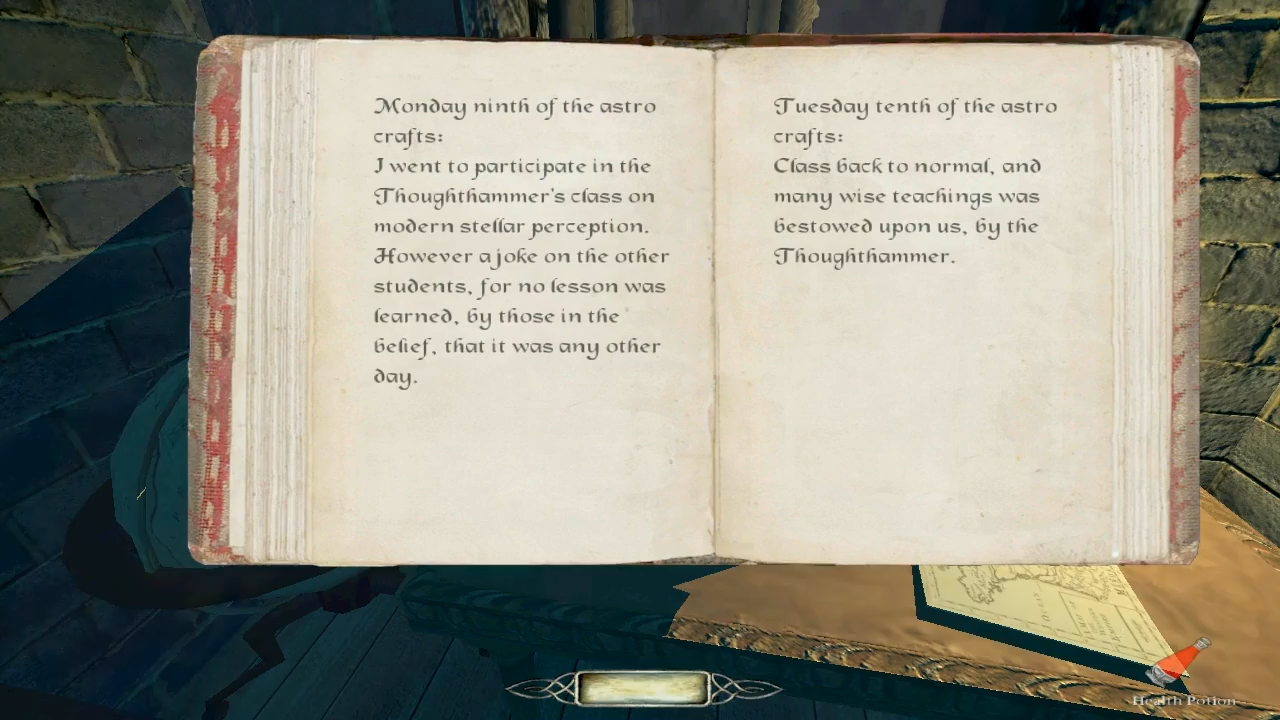 Monday ninth of the astro
crafts:
I went to participate in the
Thoughthammer's class on
modern stellar perception.
However a joke on the other
students, for no lesson was
learned, by those in the
belief, that it was any other
day.
Tuesday tenth of the astro
crafts:
Class back to normal, and
many wise teachings was
bestowed upon us, by the
Thoughthammer.
Health Potion